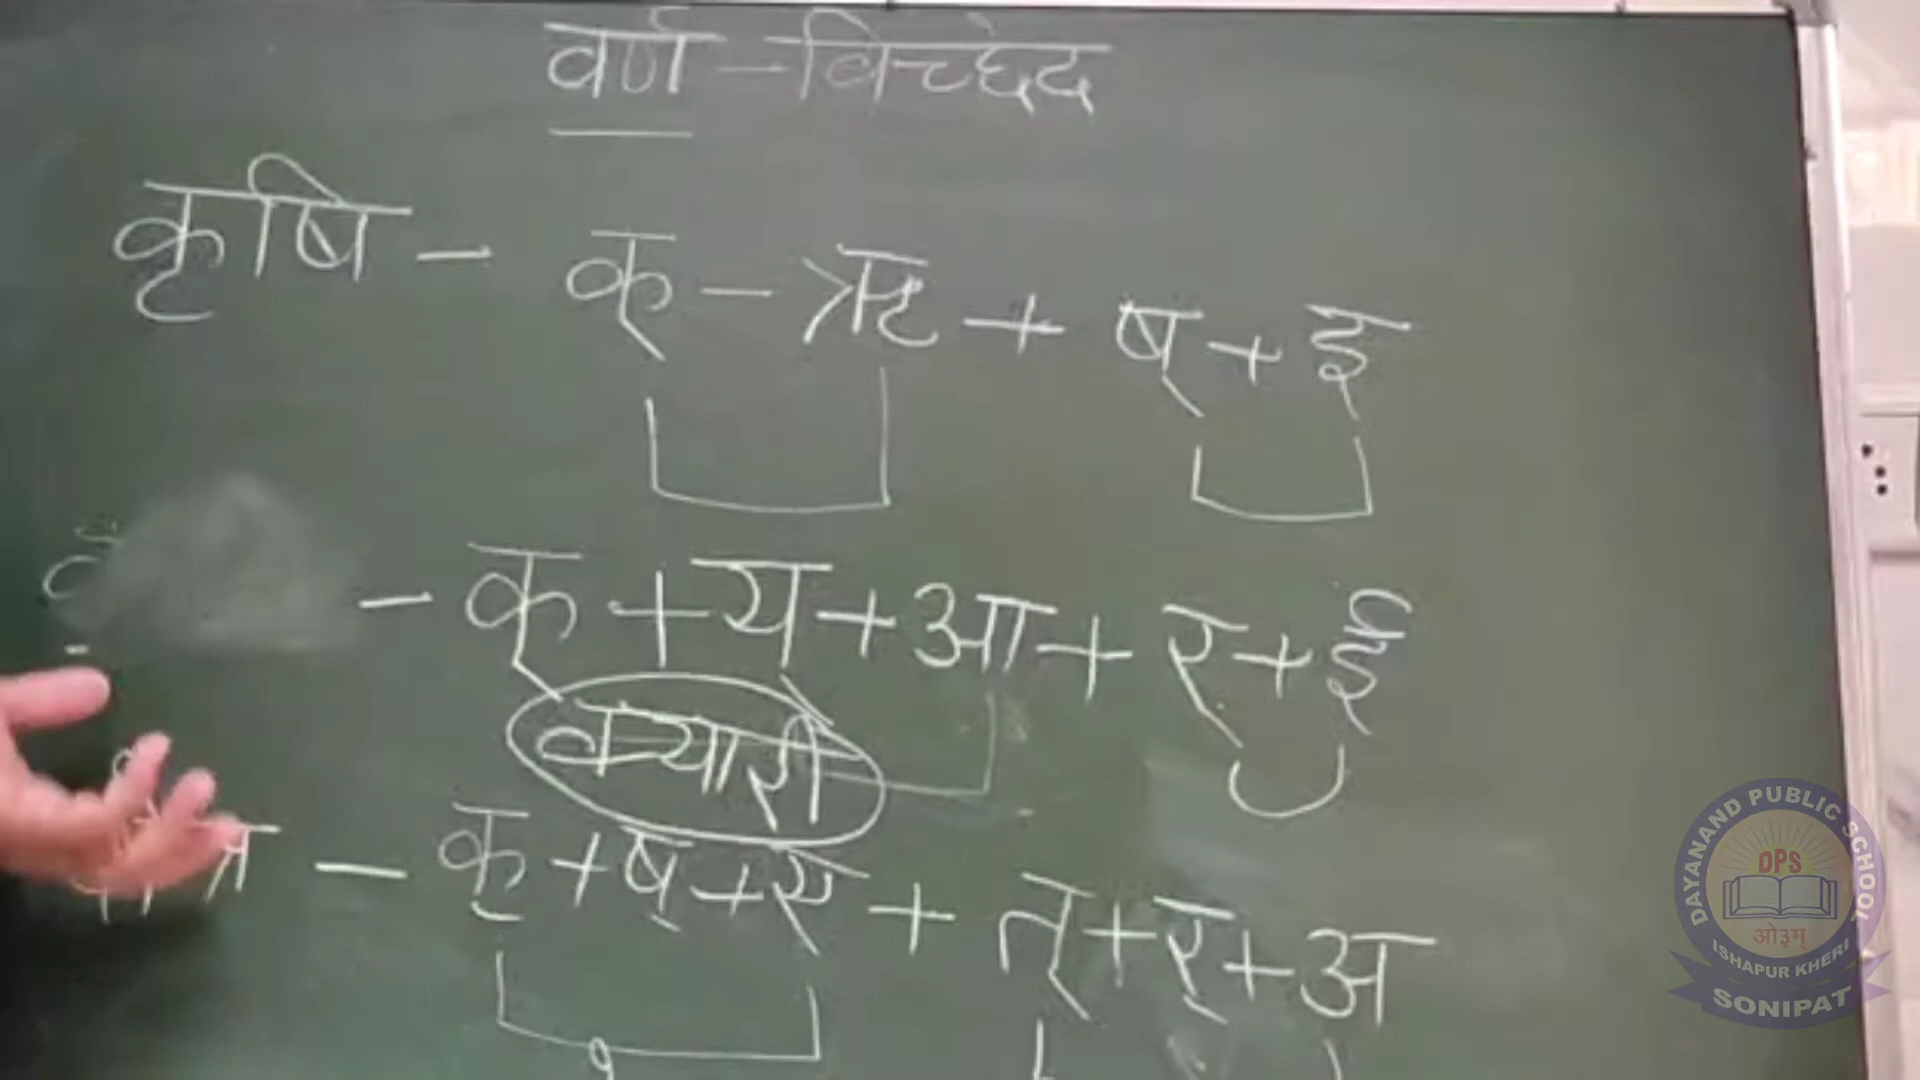 वर्ण - विच्छेद
कृषि - क् - ऋ + ष् + इ
- क् + य् + आ + र् + ई
क्यारी
- क् + ष् + ए + त् + र् + अ
DAYANAND PUBLIC SCHOOL
DPS
ओ३म्
ISHAPUR KHERI
SONIPAT